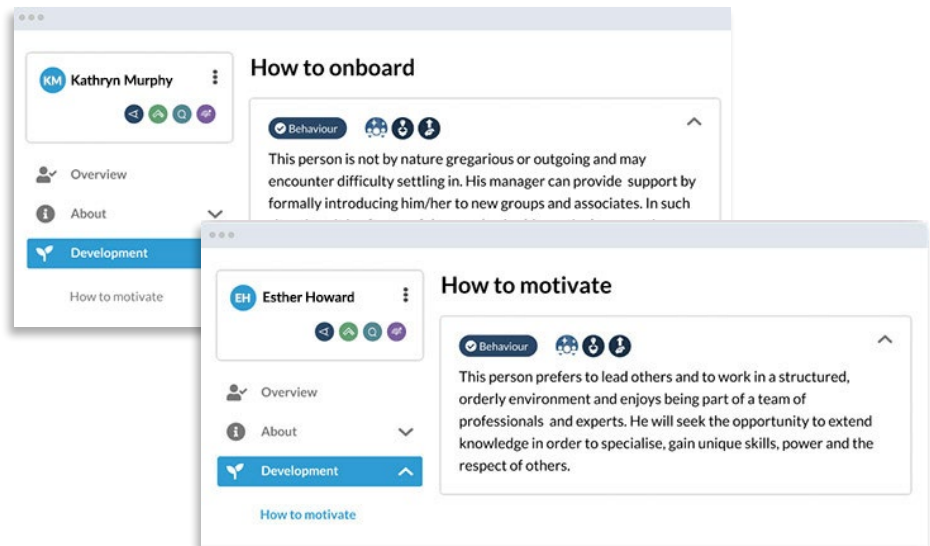 KM Kathryn Murphy
Overview
About
Development
How to motivate
How to onboard
Behaviour
This person is not by nature gregarious or outgoing and may
encounter difficulty settling in. His manager can provide support by
formally introducing him/her to new groups and associates. In such
EH Esther Howard
Overview
About
Development
How to motivate
How to motivate
Behaviour
This person prefers to lead others and to work in a structured,
orderly environment and enjoys being part of a team of
professionals and experts. He will seek the opportunity to extend
knowledge in order to specialise, gain unique skills, power and the
respect of others.